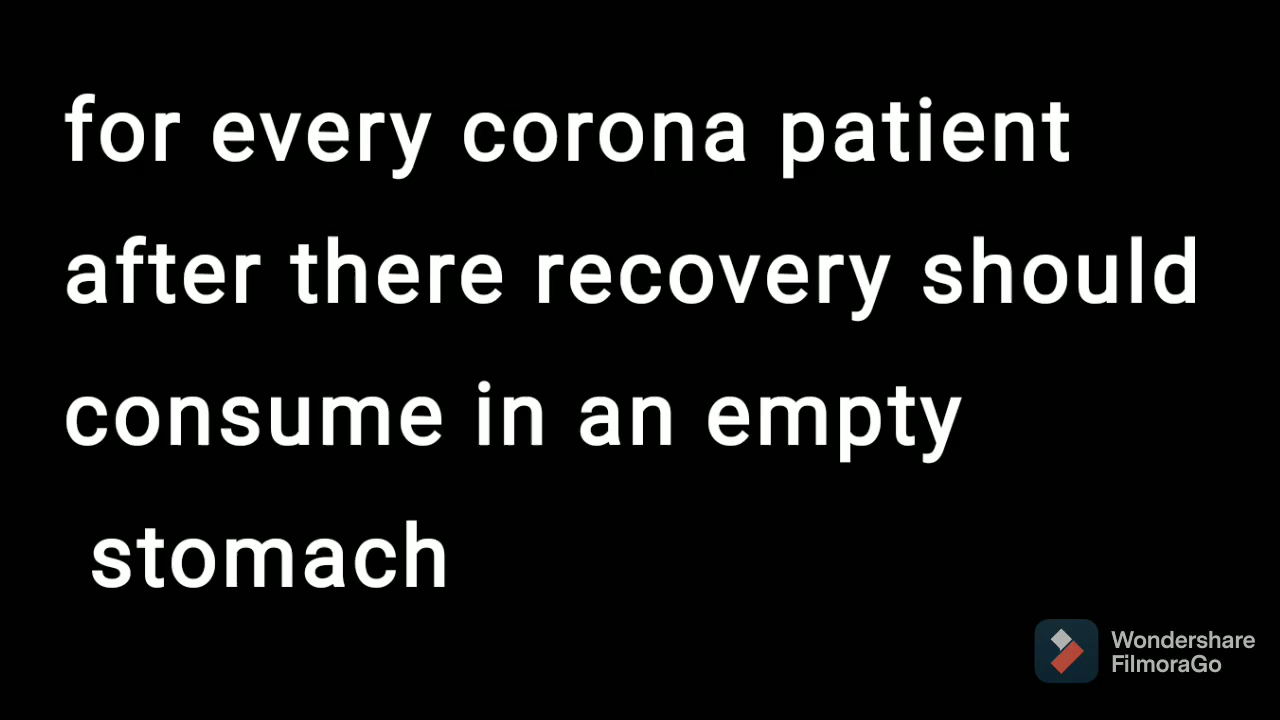 for every corona patient
after there recovery should
consume in an empty
stomach
Wondershare
FilmoraGo